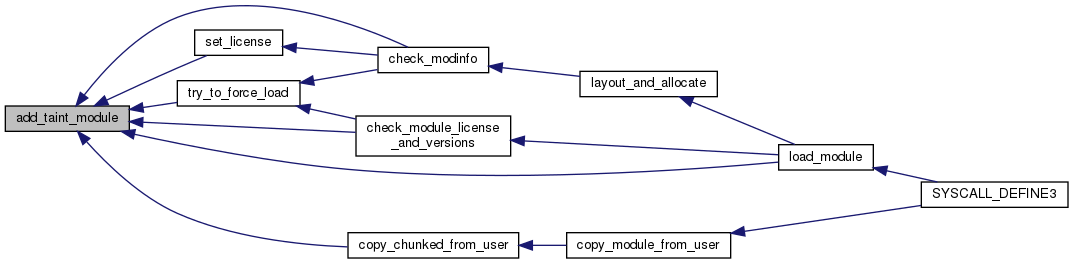 set_license
check_modinfo
layout_and_allocate
try_to_force_load
add_taint_module
check_module_license
_and_versions
load_module
SYSCALL_DEFINE3
copy_chunked_from_user
copy_module_from_user